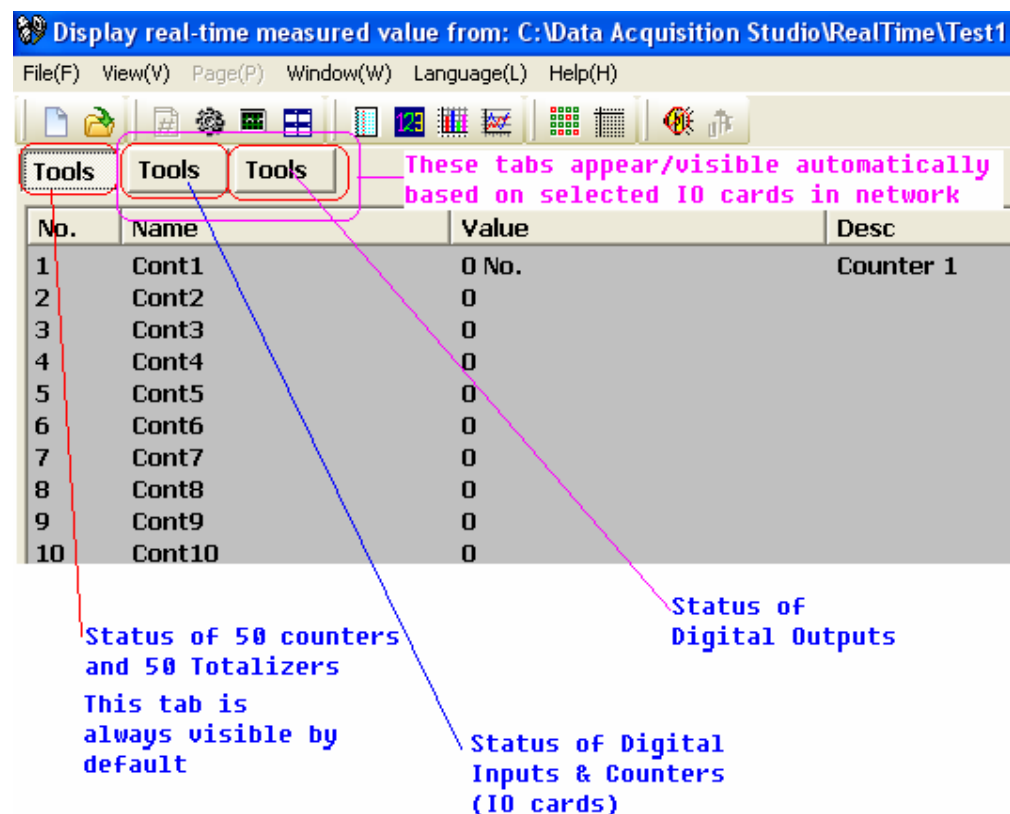 Display real-time measured value from: C:\Data Acquisition Studio\RealTime\Test1
File(F) View(V) Page(P) Window(W) Language(L) Help(H)
123
Tools Tools Tools
These tabs appear/visible automatically
based on selected IO cards in network
No. Name Value Desc
1 Cont1 0 No. Counter 1
2 Cont2 0
3 Cont3 0
4 Cont4 0
5 Cont5 0
6 Cont6 0
7 Cont7 0
8 Cont8 0
9 Cont9 0
10 Cont10 0
Status of 50 counters
and 50 Totalizers
This tab is
always visible by
default
Status of Digital
Inputs & Counters
(IO cards)
Status of
Digital Outputs